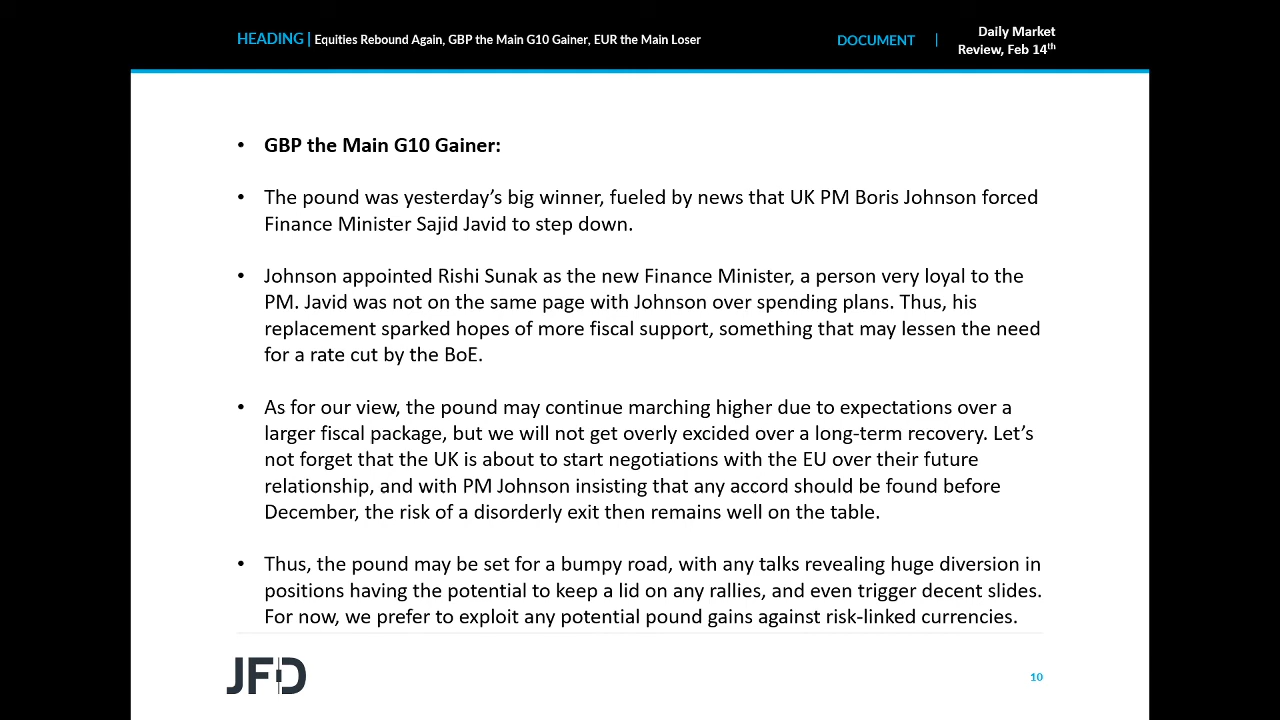 HEADING | Equities Rebound Again, GBP the Main G10 Gainer, EUR the Main Loser
DOCUMENT | Daily Market
Review, Feb 14th
• GBP the Main G10 Gainer:
• The pound was yesterday’s big winner, fueled by news that UK PM Boris Johnson forced
Finance Minister Sajid Javid to step down.
• Johnson appointed Rishi Sunak as the new Finance Minister, a person very loyal to the
PM. Javid was not on the same page with Johnson over spending plans. Thus, his
replacement sparked hopes of more fiscal support, something that may lessen the need
for a rate cut by the BoE.
• As for our view, the pound may continue marching higher due to expectations over a
larger fiscal package, but we will not get overly excided over a long-term recovery. Let’s
not forget that the UK is about to start negotiations with the EU over their future
relationship, and with PM Johnson insisting that any accord should be found before
December, the risk of a disorderly exit then remains well on the table.
• Thus, the pound may be set for a bumpy road, with any talks revealing huge diversion in
positions having the potential to keep a lid on any rallies, and even trigger decent slides.
For now, we prefer to exploit any potential pound gains against risk-linked currencies.
JFD
10